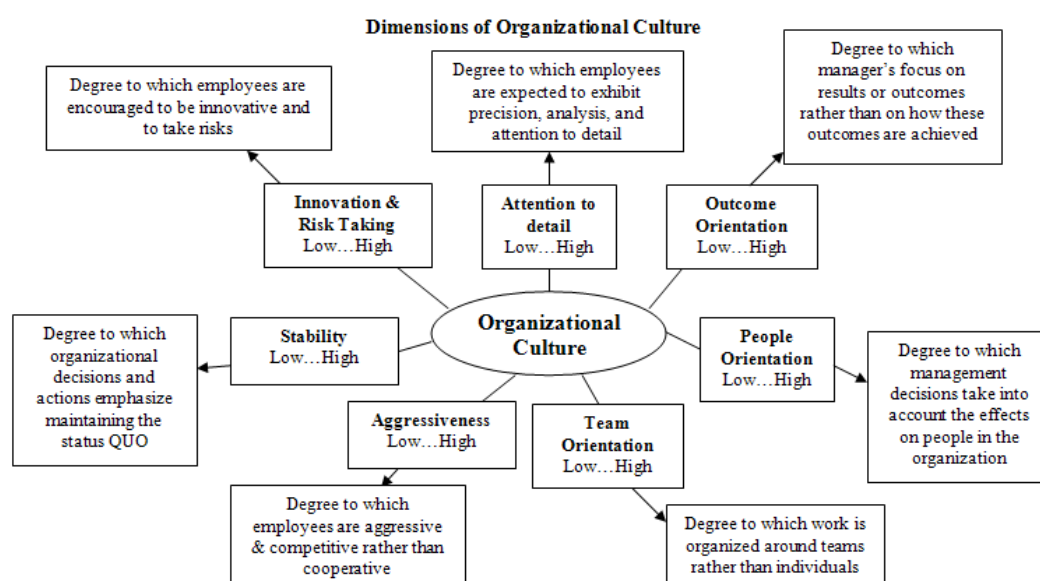 Dimensions of Organizational Culture
Degree to which employees are
encouraged to be innovative and
to take risks
Degree to which employees
are expected to exhibit
precision, analysis, and
attention to detail
Degree to which
manager’s focus on
results or outcomes
rather than on how these
outcomes are achieved
Innovation &
Risk Taking
Low…High
Attention to
detail
Low…High
Outcome
Orientation
Low…High
Degree to which
organizational
decisions and
actions emphasize
maintaining the
status QUO
Stability
Low…High
Organizational
Culture
People
Orientation
Low…High
Degree to which
management
decisions take into
account the effects
on people in the
organization
Aggressiveness
Low…High
Team
Orientation
Low…High
Degree to which
employees are aggressive
& competitive rather than
cooperative
Degree to which work is
organized around teams
rather than individuals